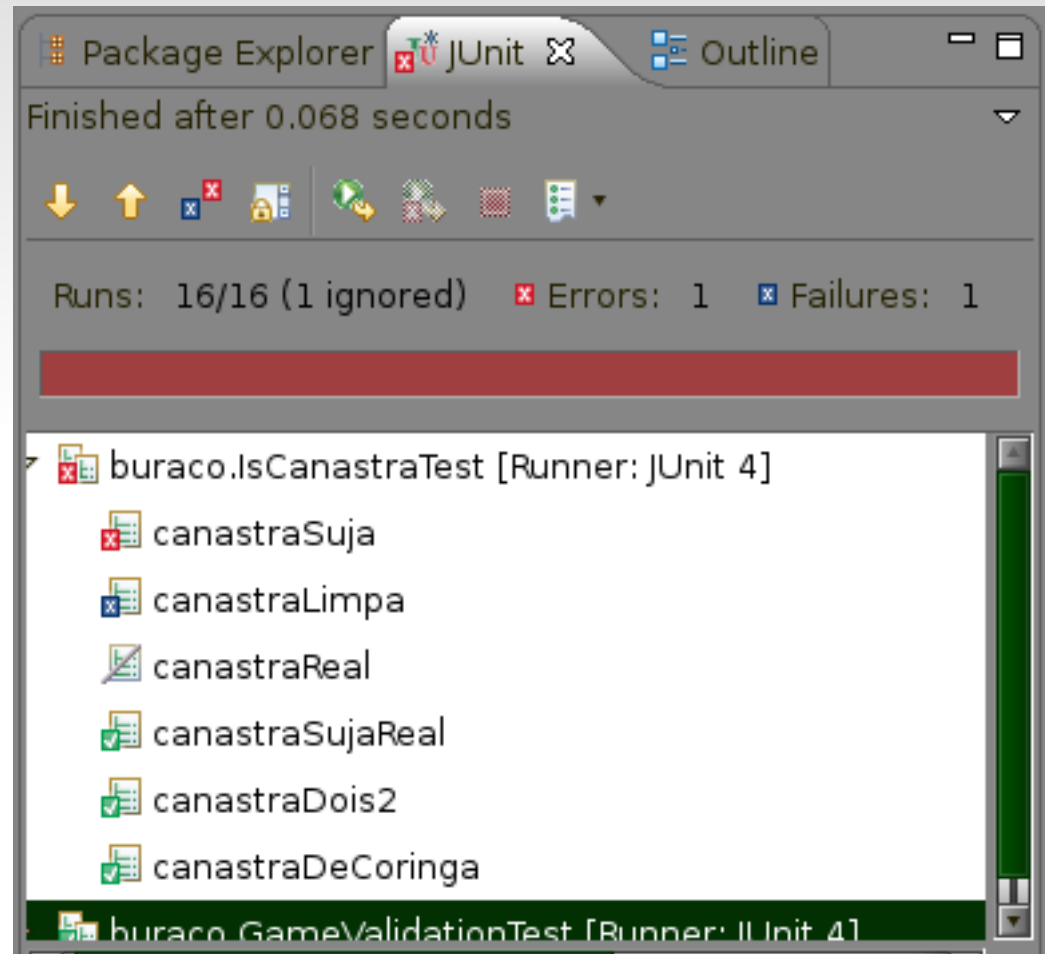 Package Explorer JUnit Outline
Finished after 0.068 seconds
Runs: 16/16 (1 ignored) Errors: 1 Failures: 1
buraco.IsCanastraTest [Runner: JUnit 4]
canastraSuja
canastraLimpa
canastraReal
canastraSujaReal
canastraDois2
canastraDeCoringa
buraco.GameValidationTest [Runner: JUnit 4]